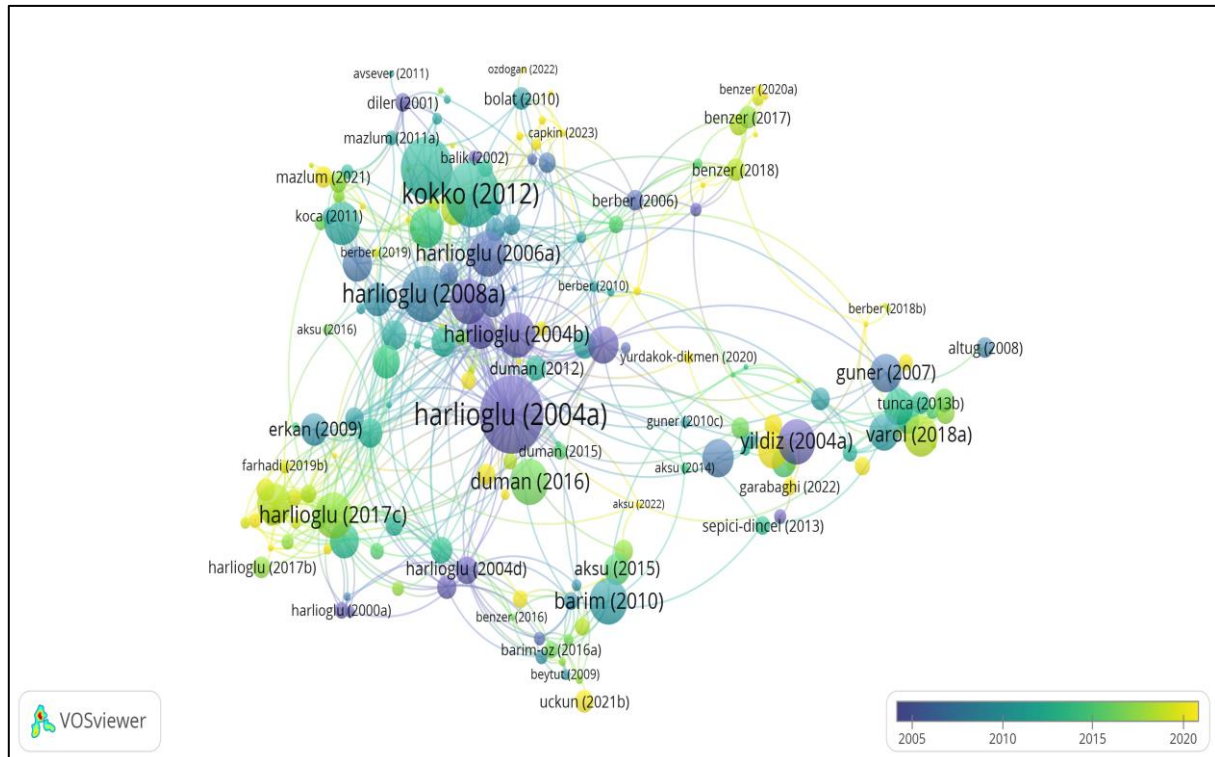 avsever (2011)
ozdogan (2022)
diler (2001)
bolat (2010)
benzer (2020a)
benzer (2017)
mazlum (2011a)
capkin (2023)
balik (2002)
mazlum (2021)
kokko (2012)
benzer (2018)
koca (2011)
berber (2006)
berber (2019)
harlioglu (2006a)
harlioglu (2008a)
berber (2010)
berber (2018b)
aksu (2016)
harlioglu (2004b)
yurdakok-dikmen (2020)
altug (2008)
duman (2012)
guner (2007)
harlioglu (2004a)
tunca (2013b)
erkan (2009)
guner (2010c)
yildiz (2004a)
varol (2018a)
duman (2015)
farhadi (2019b)
aksu (2014)
duman (2016)
garabaghi (2022)
aksu (2022)
harlioglu (2017c)
sepici-dincel (2013)
harlioglu (2017b)
harlioglu (2004d)
aksu (2015)
harlioglu (2000a)
barim (2010)
benzer (2016)
barim-oz (2016a)
beytut (2009)
uckun (2021b)
VOSviewer
2005 2010 2015 2020